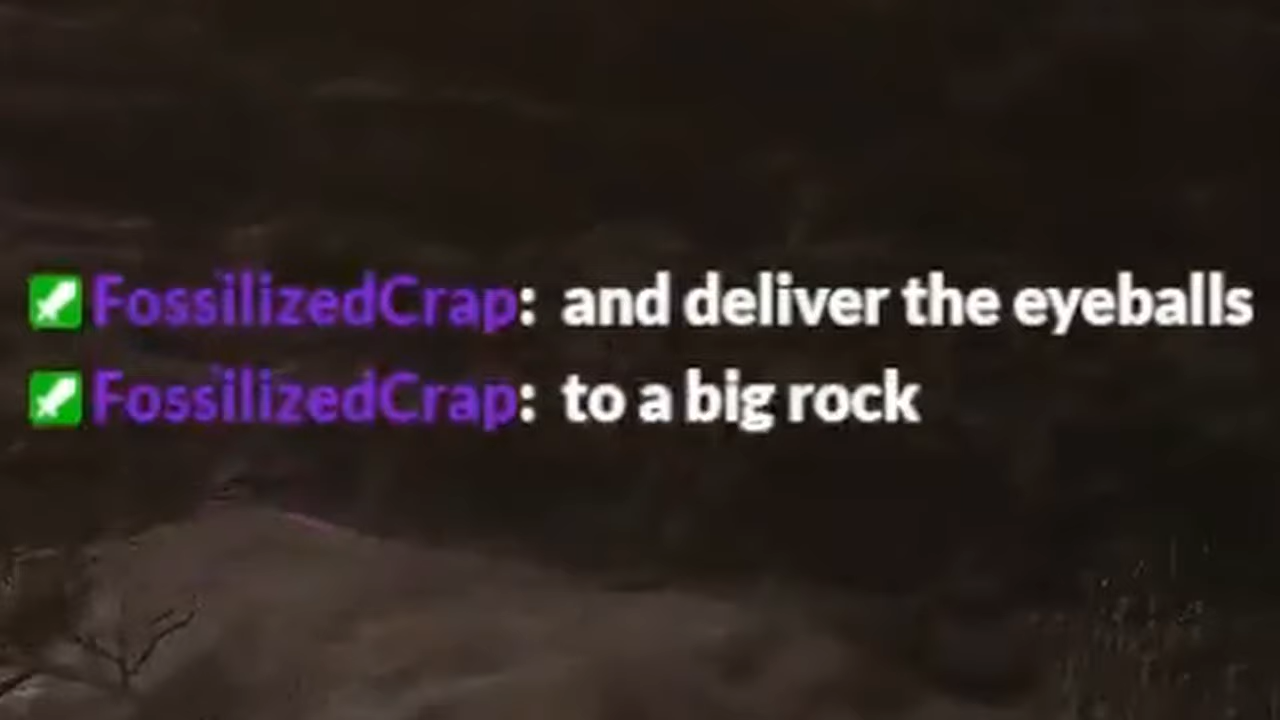 FossilizedCrap: and deliver the eyeballs
FossilizedCrap: to a big rock